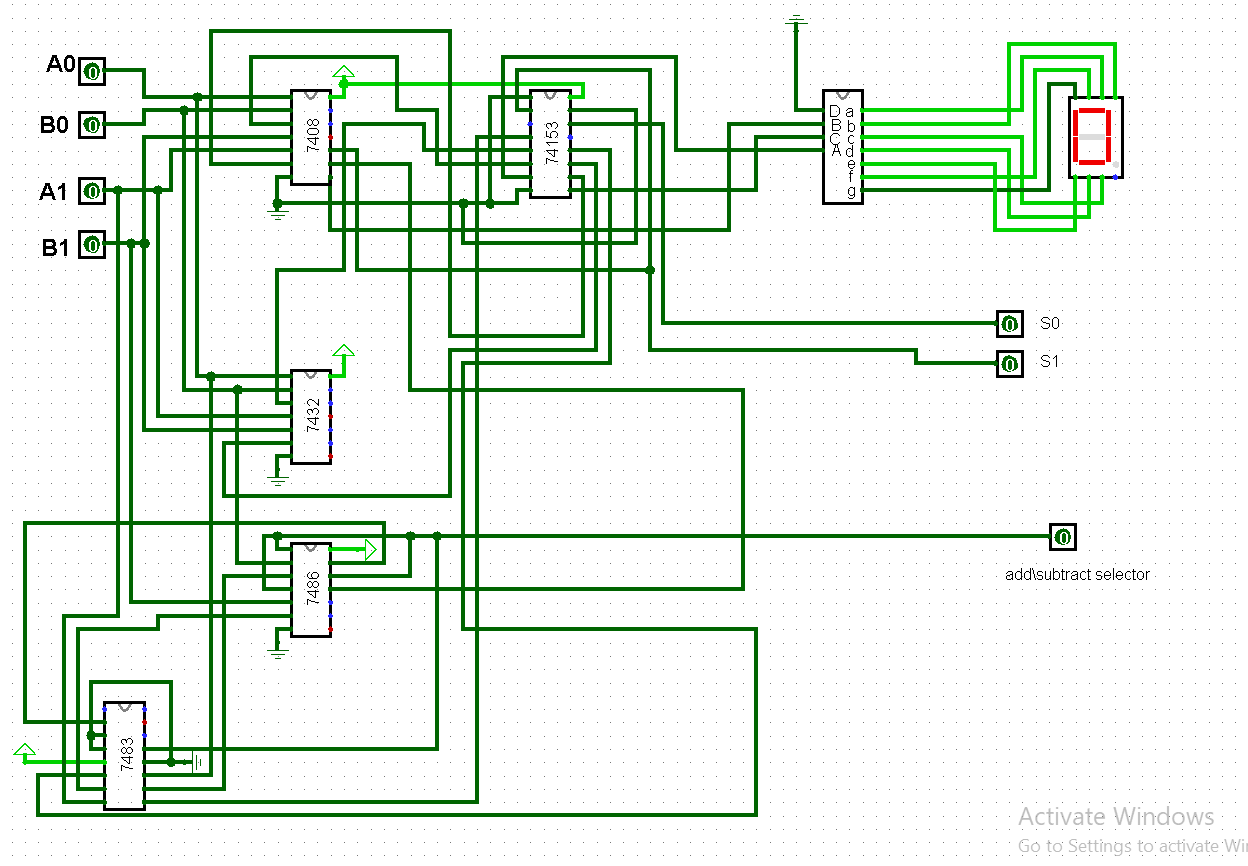 A0 0
B0 0
A1 0
B1 0
7408
74153
D a
B b
C c
A d
e
f
g
0 S0
0 S1
7432
0
add\subtract selector
7486
7483
Activate Windows
Go to Settings to activate Wi